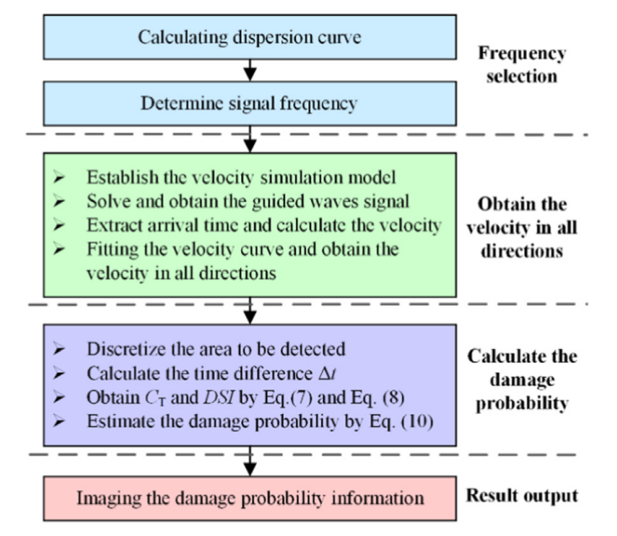 Calculating dispersion curve
Determine signal frequency
Frequency
selection
➤ Establish the velocity simulation model
➤ Solve and obtain the guided waves signal
➤ Extract arrival time and calculate the velocity
➤ Fitting the velocity curve and obtain the
velocity in all directions
Obtain the
velocity in all
directions
➤ Discretize the area to be detected
➤ Calculate the time difference Δt
➤ Obtain C_T and DSI by Eq.(7) and Eq. (8)
➤ Estimate the damage probability by Eq. (10)
Calculate the
damage
probability
Imaging the damage probability information
Result output